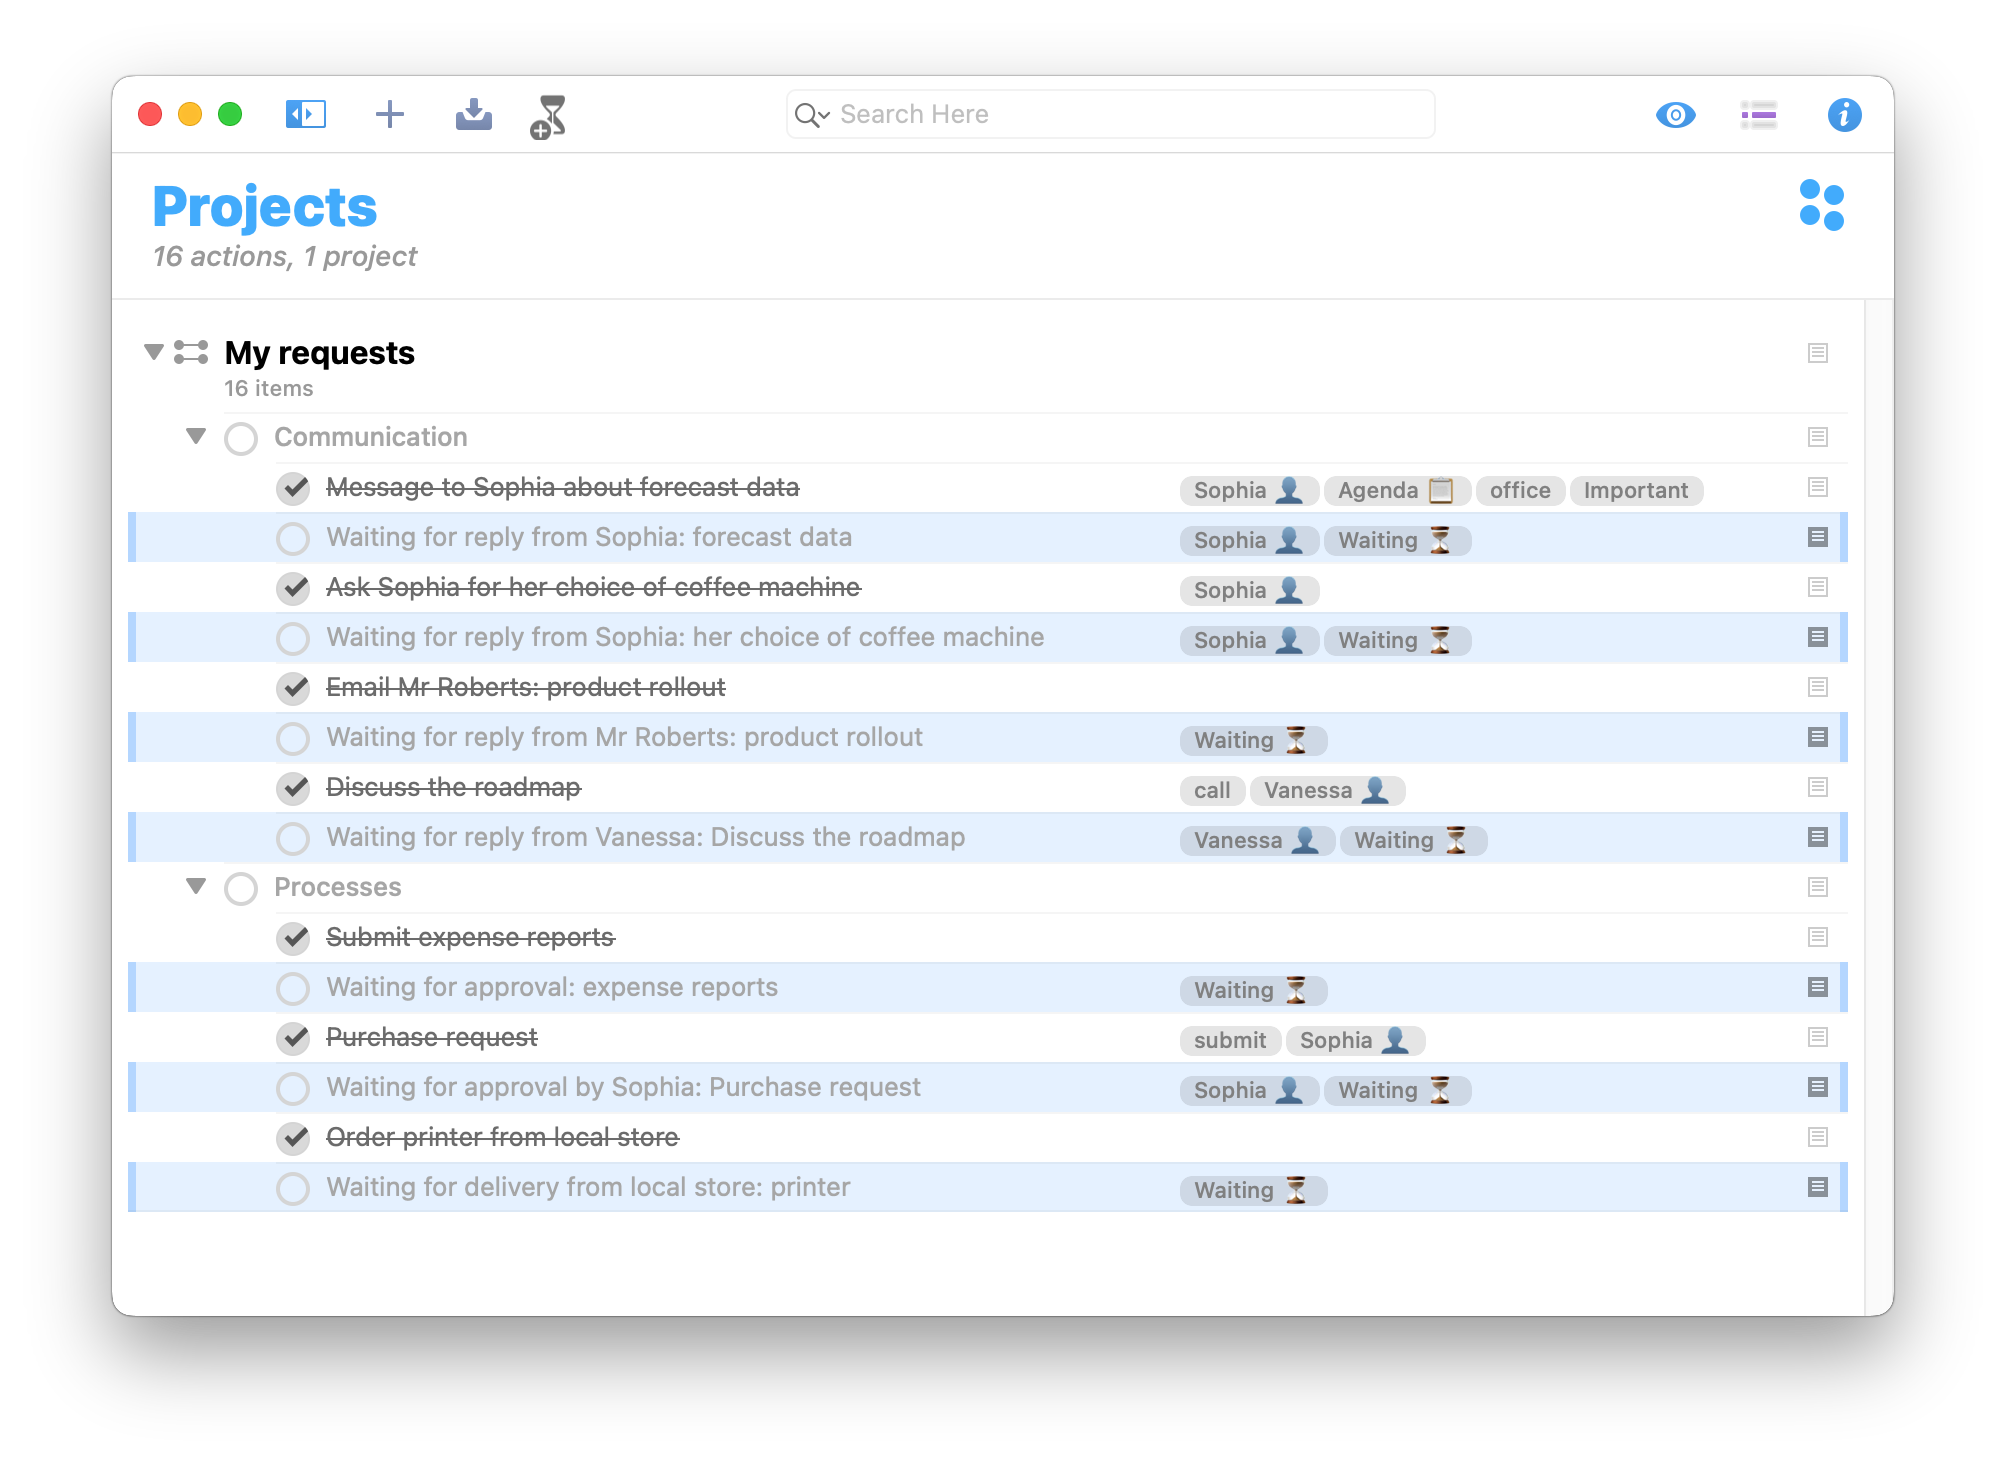 Search Here
Projects
16 actions, 1 project
My requests
16 items
Communication
Message to Sophia about forecast data Sophia 👤 Agenda 📋 office Important
Waiting for reply from Sophia: forecast data Sophia 👤 Waiting ⏳
Ask Sophia for her choice of coffee machine Sophia 👤
Waiting for reply from Sophia: her choice of coffee machine Sophia 👤 Waiting ⏳
Email Mr Roberts: product rollout
Waiting for reply from Mr Roberts: product rollout Waiting ⏳
Discuss the roadmap call Vanessa 👤
Waiting for reply from Vanessa: Discuss the roadmap Vanessa 👤 Waiting ⏳
Processes
Submit expense reports
Waiting for approval: expense reports Waiting ⏳
Purchase request submit Sophia 👤
Waiting for approval by Sophia: Purchase request Sophia 👤 Waiting ⏳
Order printer from local store
Waiting for delivery from local store: printer Waiting ⏳